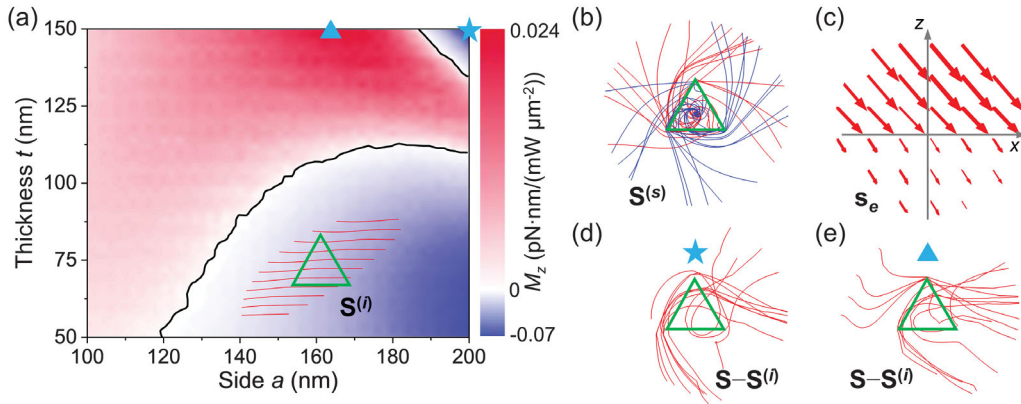 (a)
150
125
100
75
50
100
120
140
160
180
200
Thickness t (nm)
Side a (nm)
S(i)
0.024
0
-0.07
Mz (pN·nm/(mW μm⁻²))
(b)
S(s)
(c)
z
x
se
(d)
S–S(i)
(e)
S–S(i)